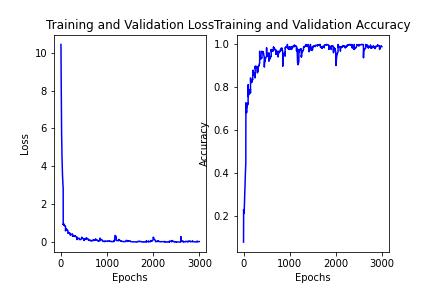 Training and Validation Loss
Loss
10
8
6
4
2
0
0 1000 2000 3000
Epochs
Training and Validation Accuracy
Accuracy
1.0
0.8
0.6
0.4
0.2
0 1000 2000 3000
Epochs